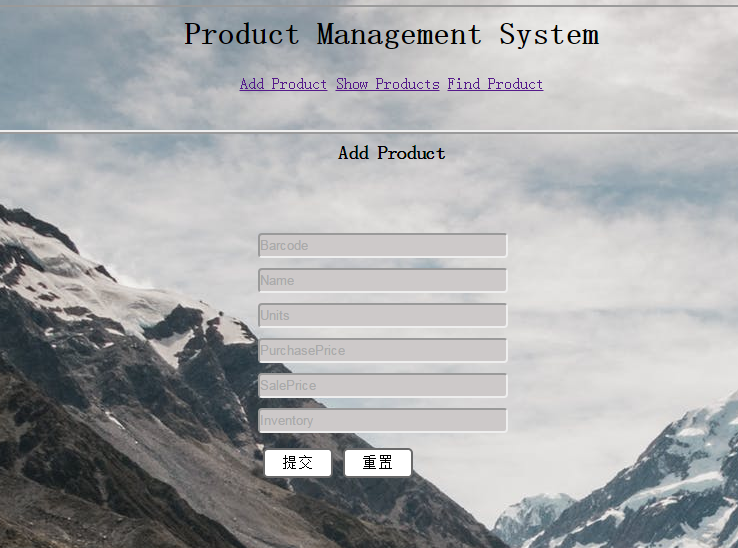 Product Management System
Add Product Show Products Find Product
Add Product
Barcode
Name
Units
PurchasePrice
SalePrice
Inventory
提交 重置